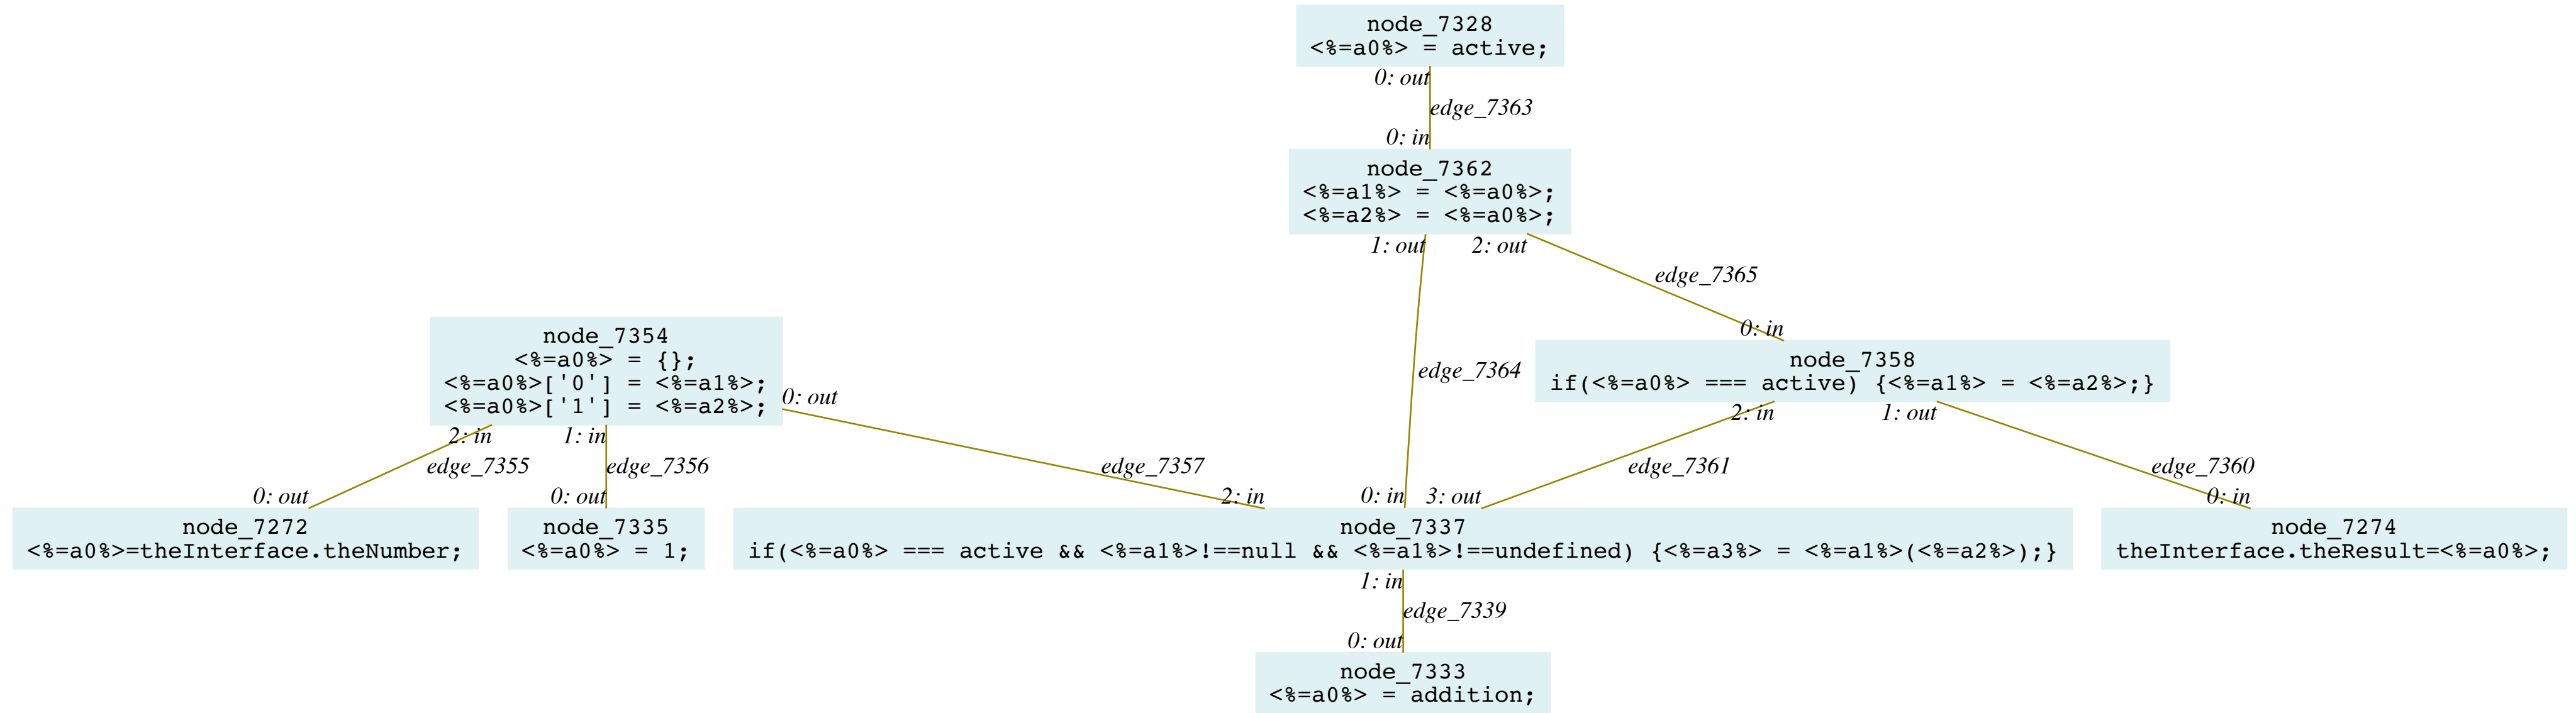 node_7328
<%=a0%> = active;
0: out
edge_7363
0: in
node_7362
<%=a1%> = <%=a0%>;
<%=a2%> = <%=a0%>;
1: out
2: out
edge_7365
0: in
node_7354
<%=a0%> = {};
<%=a0%>['0'] = <%=a1%>;
<%=a0%>['1'] = <%=a2%>;
0: out
edge_7364
node_7358
if(<%=a0%> === active) {<%=a1%> = <%=a2%>;}
2: in
1: in
2: in
1: out
edge_7355
edge_7356
edge_7357
edge_7361
edge_7360
0: out
0: out
2: in
0: in
3: out
0: in
node_7272
<%=a0%>=theInterface.theNumber;
node_7335
<%=a0%> = 1;
node_7337
if(<%=a0%> === active && <%=a1%>!==null && <%=a1%>!==undefined) {<%=a3%> = <%=a1%>(<%=a2%>);}
node_7274
theInterface.theResult=<%=a0%>;
1: in
edge_7339
0: out
node_7333
<%=a0%> = addition;